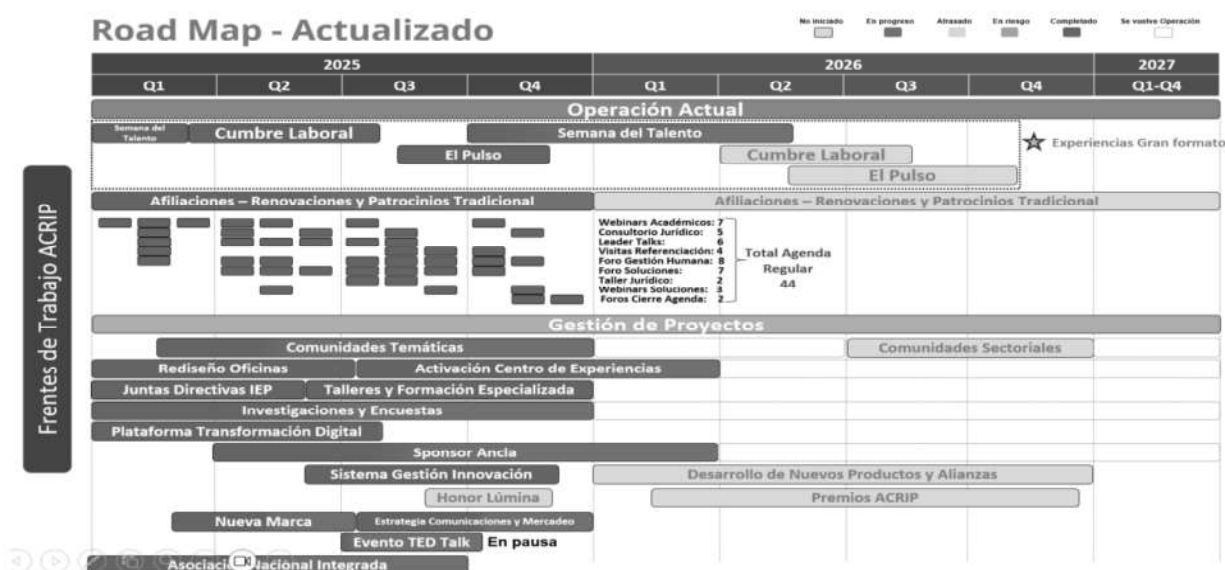 Road Map - Actualizado
No Iniciado
En progreso
Atrasado
En riesgo
Completado
Se vuelve Operación
2025
2026
2027
Q1
Q2
Q3
Q4
Q1
Q2
Q3
Q4
Q1-Q4
Frentes de Trabajo ACRIP
Operación Actual
Semana del
Talento
Cumbre Laboral
Semana del Talento
Experiencias Gran formato
El Pulso
Cumbre Laboral
El Pulso
Afiliaciones – Renovaciones y Patrocinios Tradicional
Afiliaciones – Renovaciones y Patrocinios Tradicional
Webinars Académicos: 7
Consultorio Jurídico: 5
Leader Talks: 6
Visitas Referenciación: 4
Foro Gestión Humana: 8
Foro Soluciones: 7
Taller Jurídico: 2
Webinars Soluciones: 3
Foros Cierre Agenda: 2
Total Agenda
Regular
44
Gestión de Proyectos
Comunidades Temáticas
Comunidades Sectoriales
Rediseño Oficinas
Activación Centro de Experiencias
Juntas Directivas IEP
Talleres y Formación Especializada
Investigaciones y Encuestas
Plataforma Transformación Digital
Sponsor Ancla
Sistema Gestión Innovación
Desarrollo de Nuevos Productos y Alianzas
Honor Lúmina
Premios ACRIP
Nueva Marca
Estrategia Comunicaciones y Mercadeo
Evento TED Talk
En pausa
Nacional Integrada